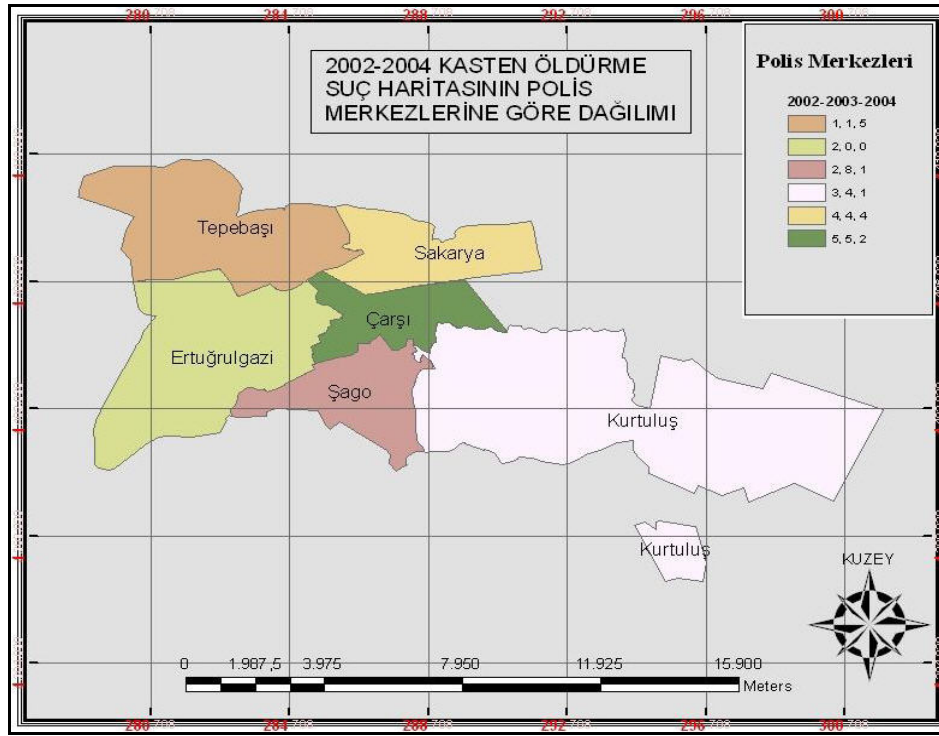 280 284 288 292 296 300
2002-2004 KASTEN ÖLDÜRME
SUÇ HARİTASININ POLİS
MERKEZLERİNE GÖRE DAĞILIMI
Polis Merkezleri
2002-2003-2004
1, 1, 5
2, 0, 0
2, 8, 1
3, 4, 1
4, 4, 4
5, 5, 2
Tepebaşı
Sakarya
Çarşı
Ertuğrulgazi
Şago
Kurtuluş
Kurtuluş
KUZEY
0 1.987,5 3.975 7.950 11.925 15.900
Meters
280 284 288 292 296 300